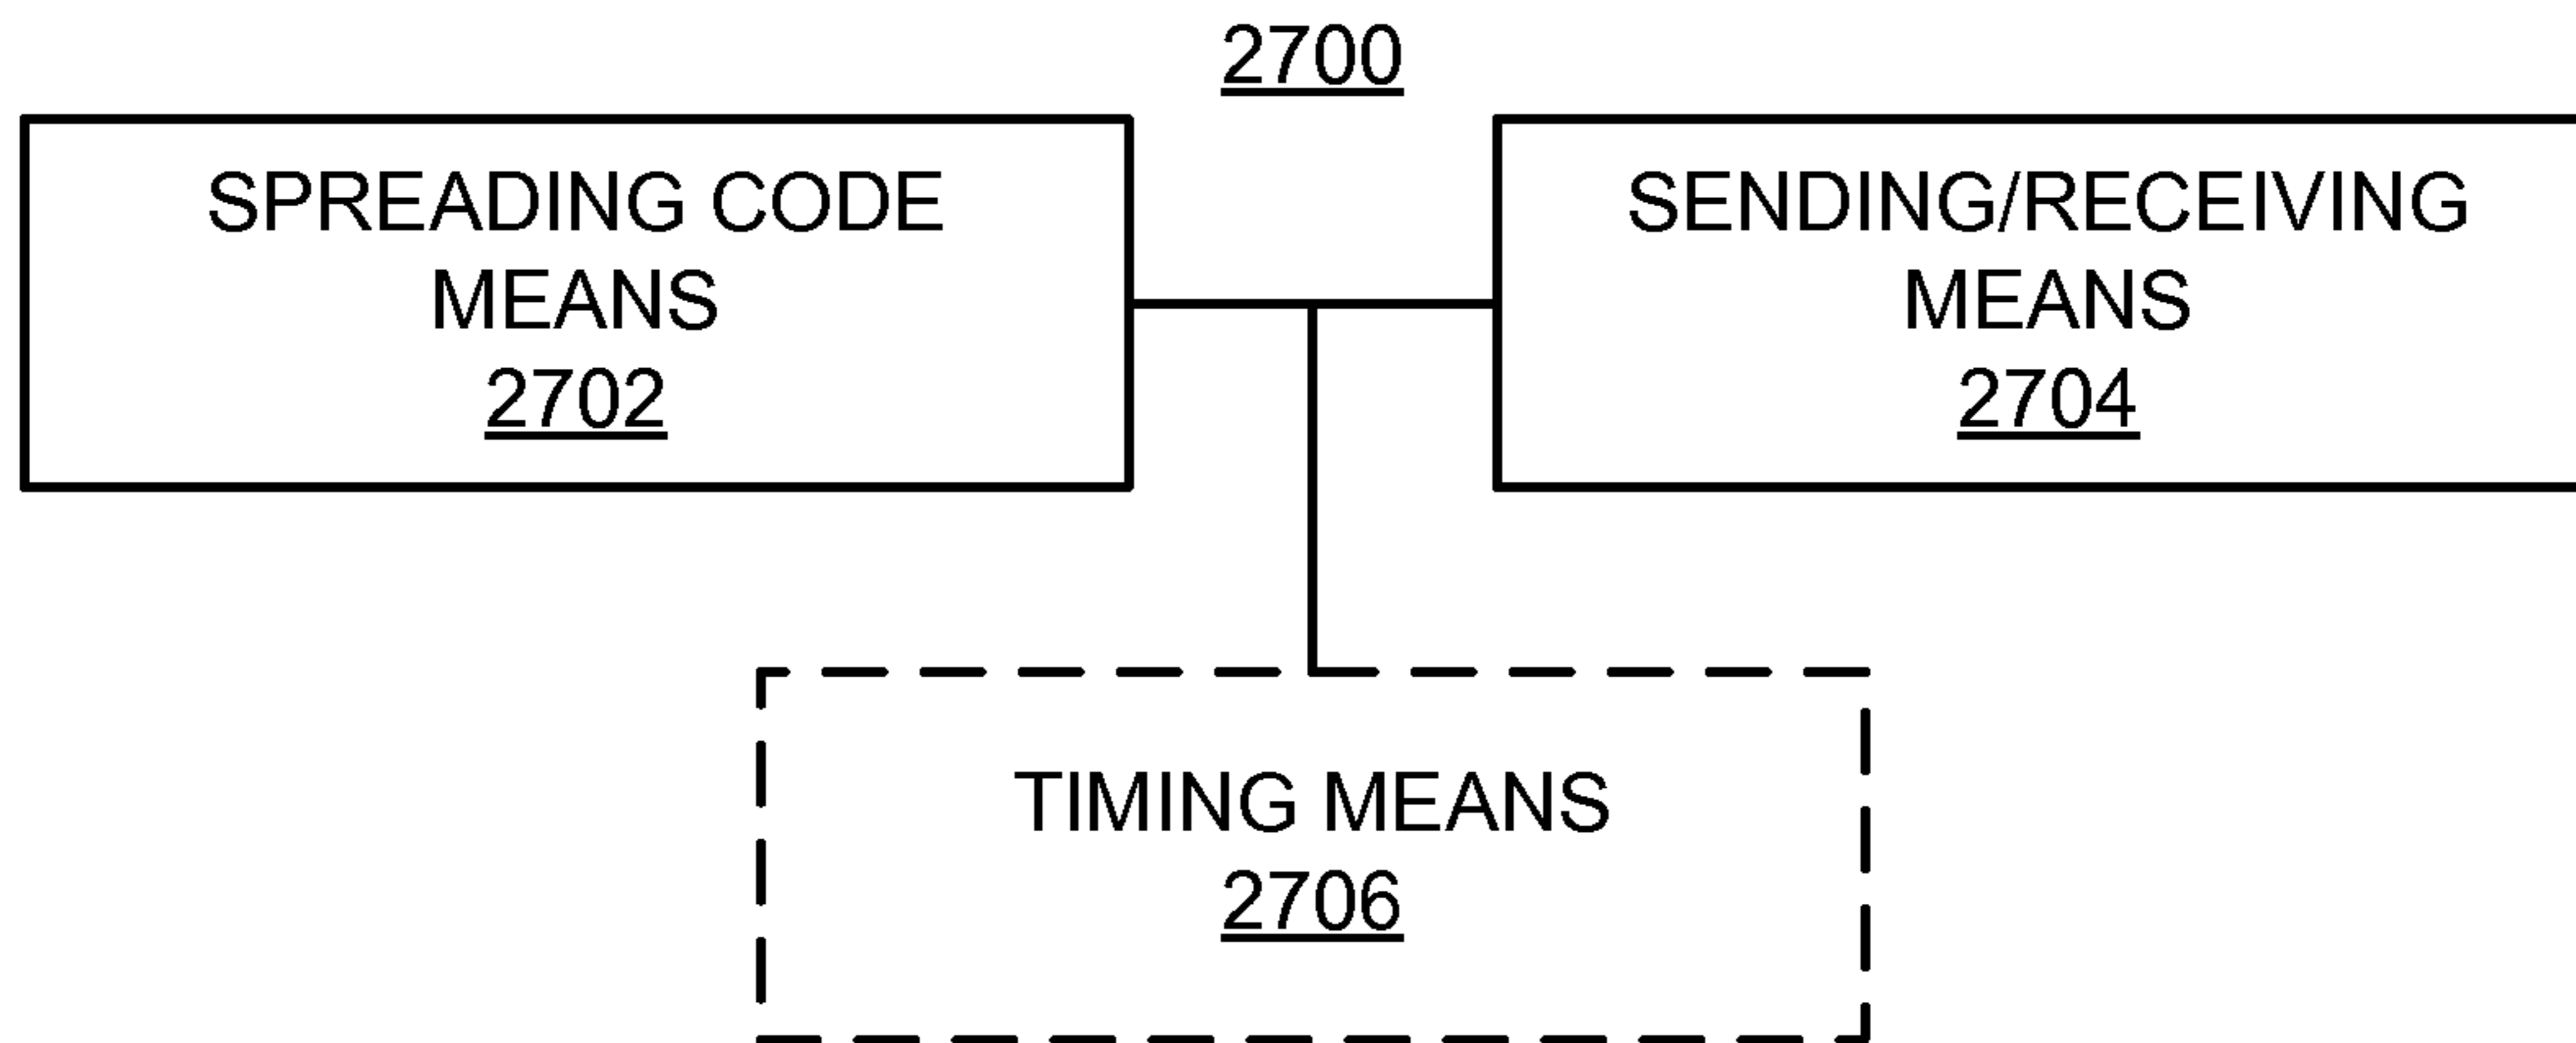 2700
SPREADING CODE
MEANS
2702
SENDING/RECEIVING
MEANS
2704
TIMING MEANS
2706